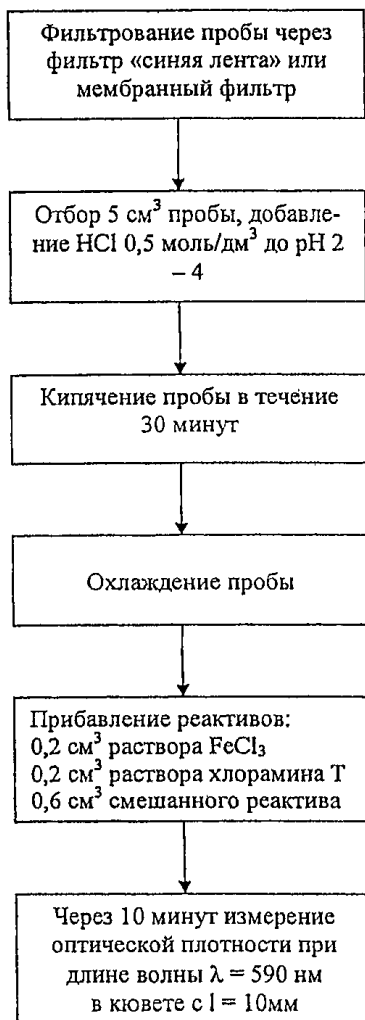 Фильтрование пробы через
фильтр «синяя лента» или
мембранный фильтр
Отбор 5 см³ пробы, добавле-
ние HCl 0,5 моль/дм³ до pH 2
– 4
Кипячение пробы в течение
30 минут
Охлаждение пробы
Прибавление реактивов:
0,2 см³ раствора FeCl₃
0,2 см³ раствора хлорамина Т
0,6 см³ смешанного реактива
Через 10 минут измерение
оптической плотности при
длине волны λ = 590 нм
в кювете с l = 10мм